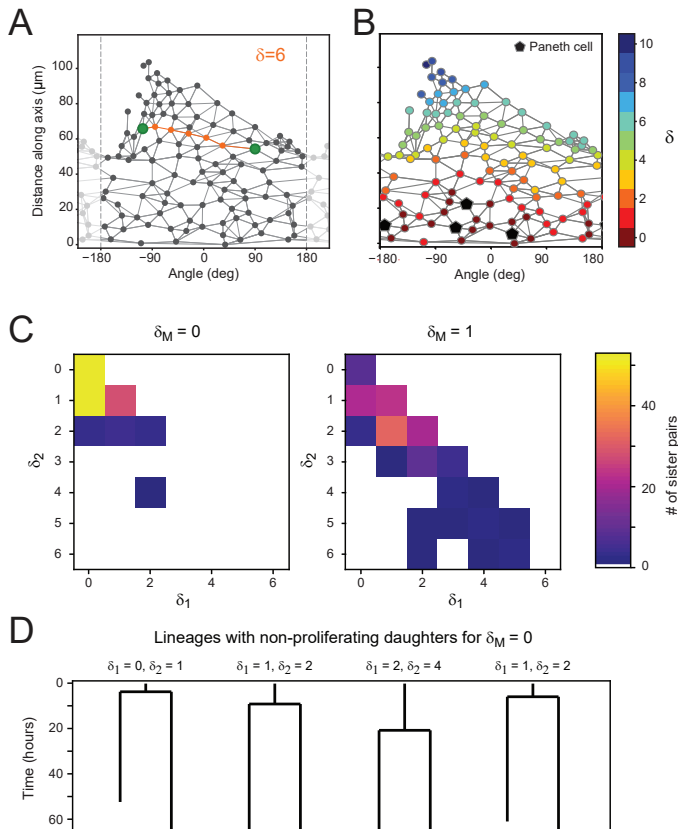 A
δ=6
Distance along axis (μm)
100
80
60
40
20
0
−180
−90
0
90
180
Angle (deg)
B
Paneth cell
−180
−90
0
90
180
Angle (deg)
10
8
6
4
2
0
δ
C
δM = 0
δM = 1
δ2
0
1
2
3
4
5
6
0
2
4
6
δ1
0
2
4
6
δ1
40
20
0
# of sister pairs
D
Lineages with non-proliferating daughters for δM = 0
δ1 = 0, δ2 = 1
δ1 = 1, δ2 = 2
δ1 = 2, δ2 = 4
δ1 = 1, δ2 = 2
Time (hours)
0
20
40
60